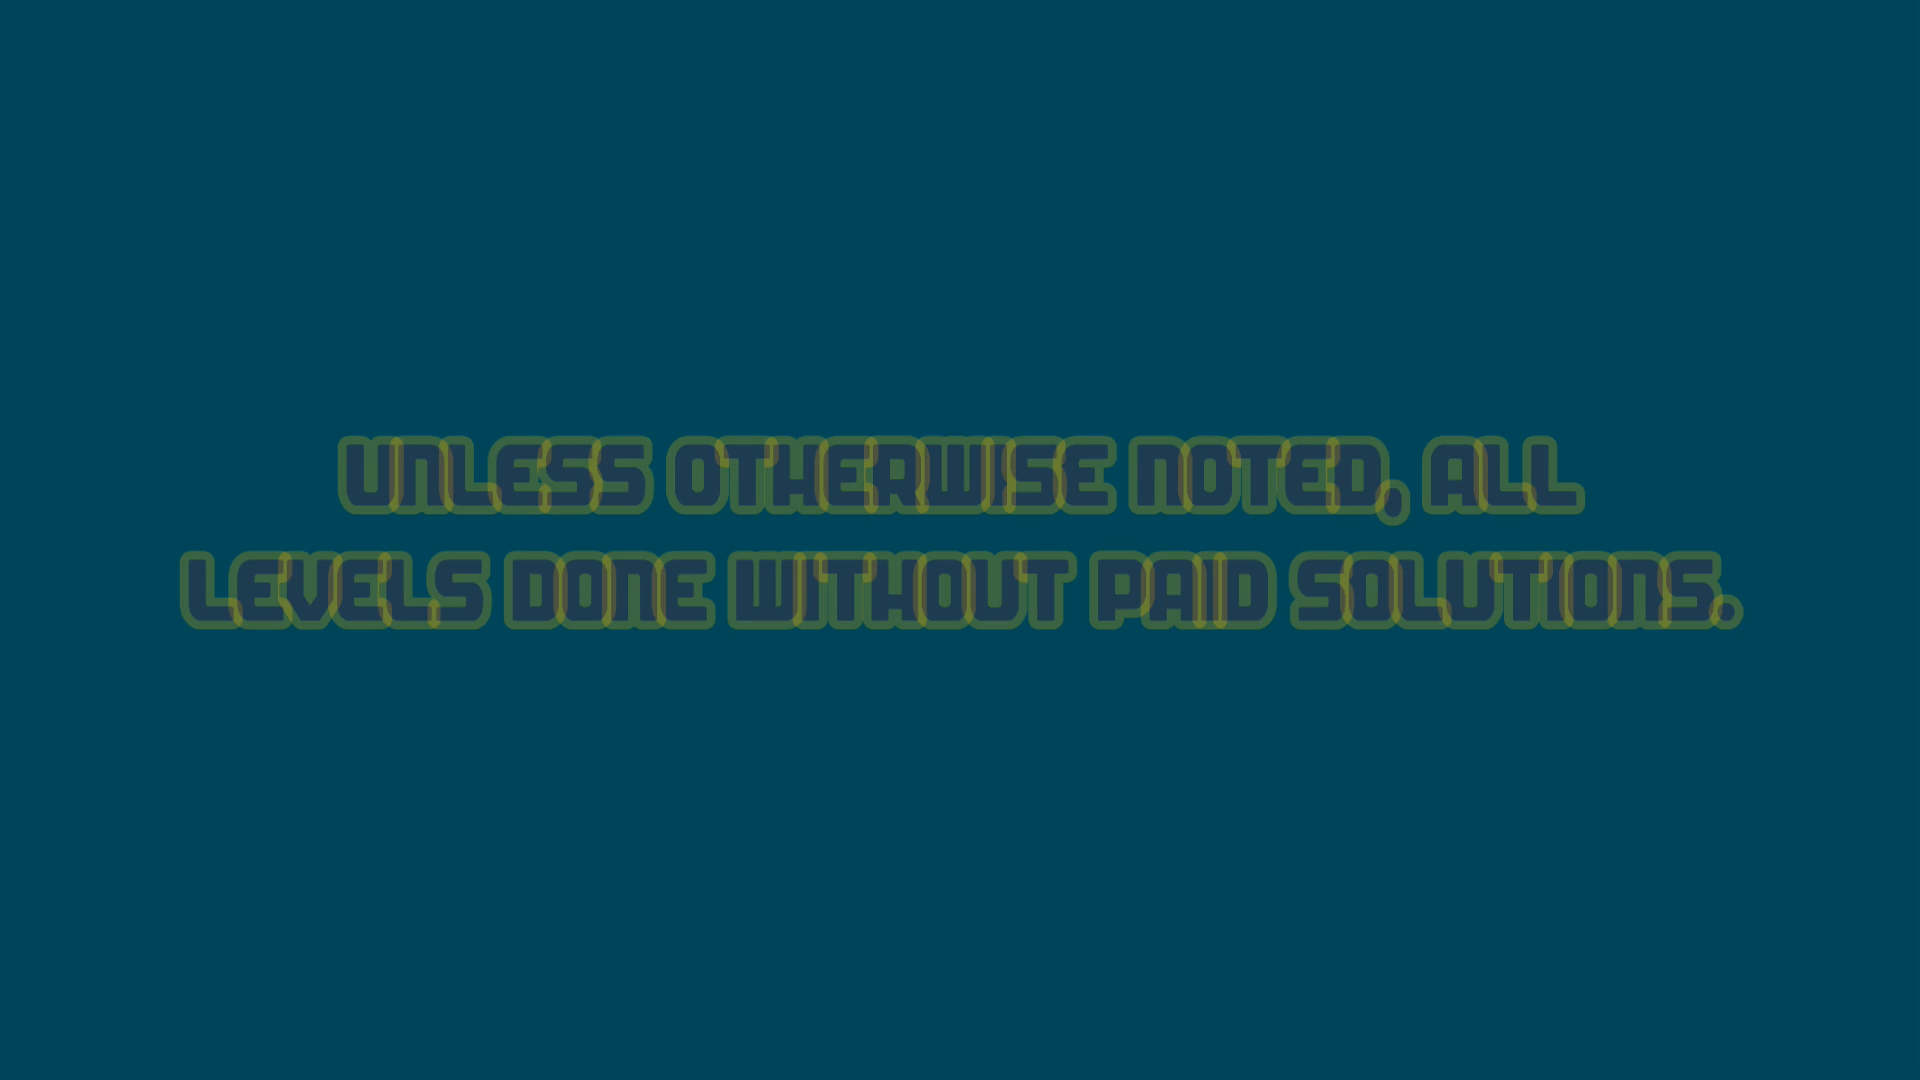 UNLESS OTHERWISE NOTED, ALL
LEVELS DONE WITHOUT PAID SOLUTIONS.